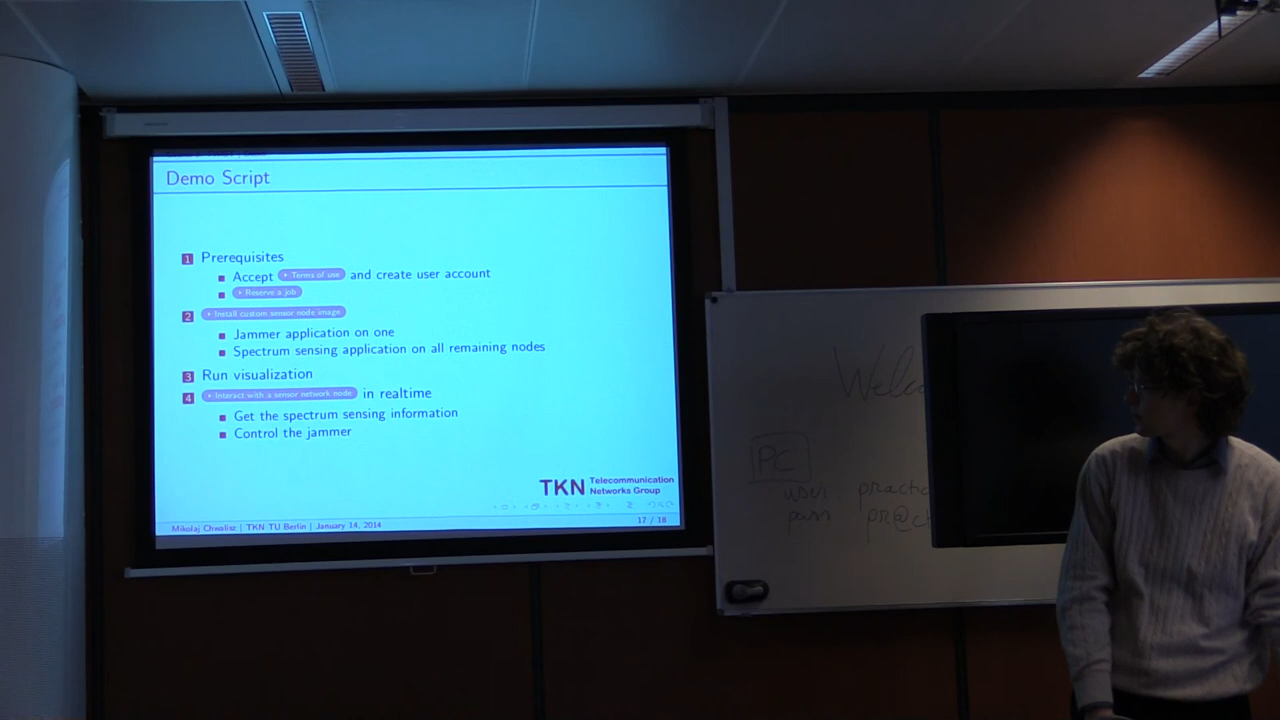 Demo Script
1 Prerequisites
Accept Terms of use and create user account
Reserve a job
2 Install custom sensor node image
Jammer application on one
Spectrum sensing application on all remaining nodes
3 Run visualization
4 Interact with a sensor network node in realtime
Get the spectrum sensing information
Control the jammer
TKN Telecommunication
Networks Group
Mikolaj Chwalisz | TKN TU Berlin | January 14, 2014 17 / 18
PC
user:
pass